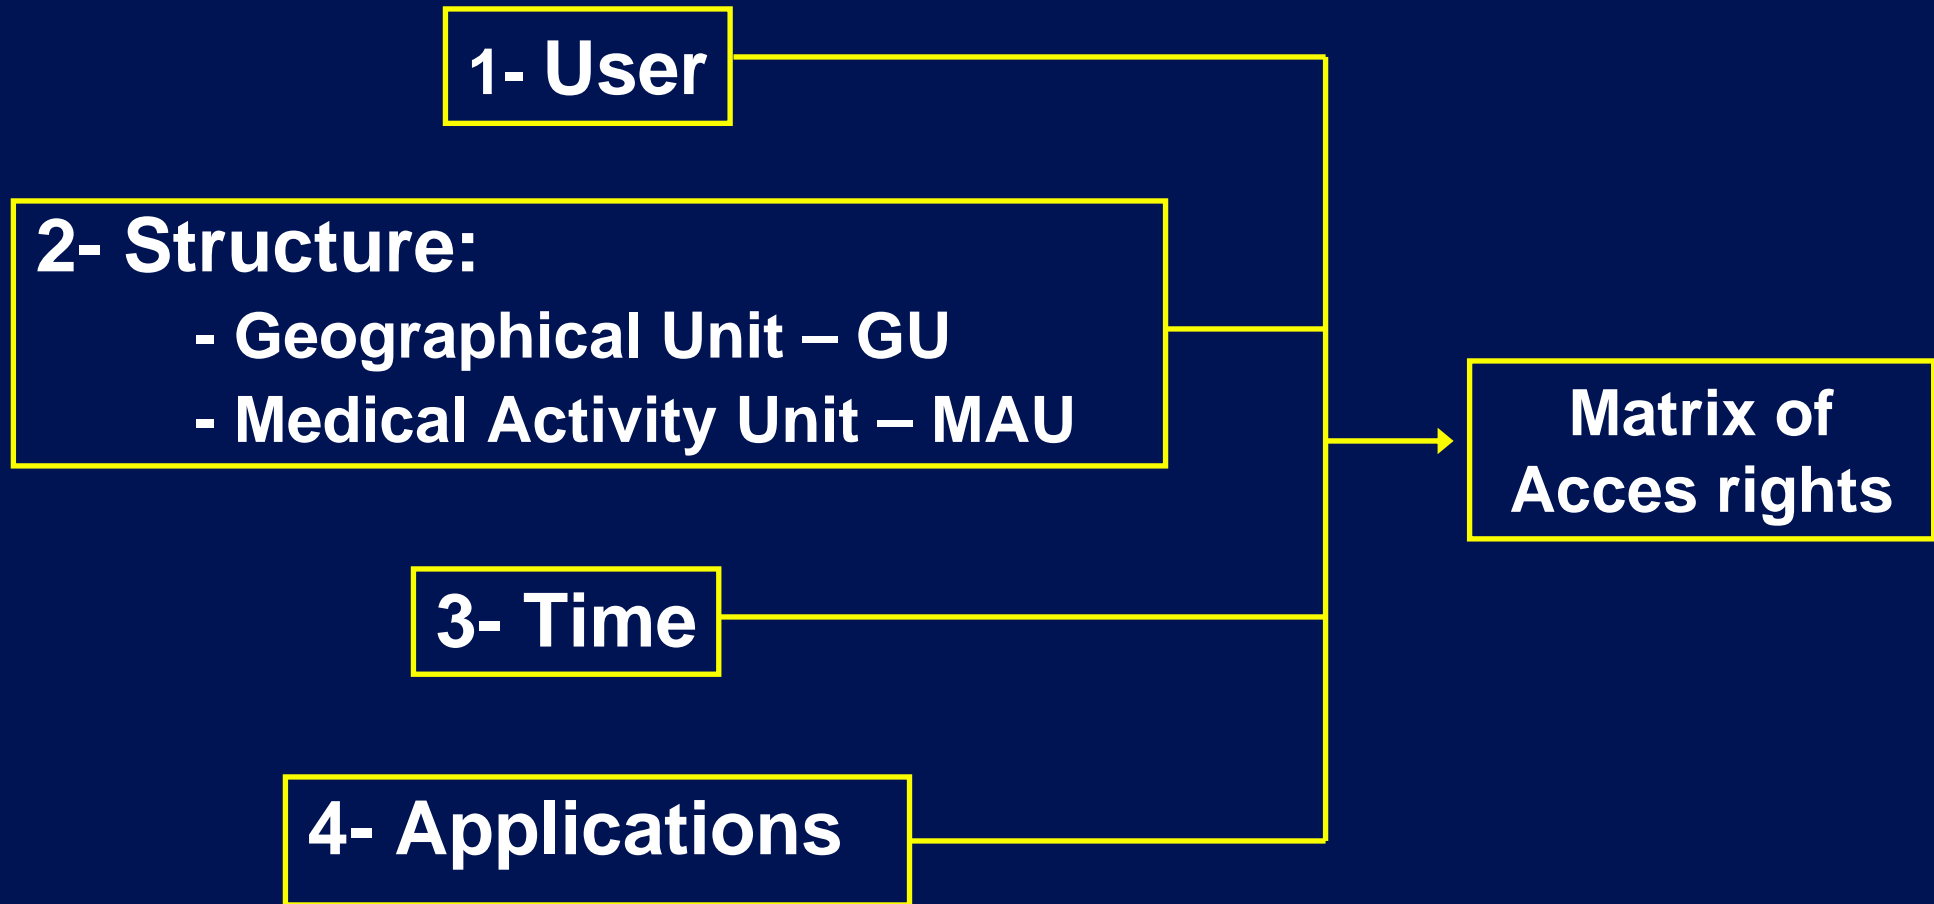 1- User
2- Structure:
- Geographical Unit – GU
- Medical Activity Unit – MAU
Matrix of
Acces rights
3- Time
4- Applications